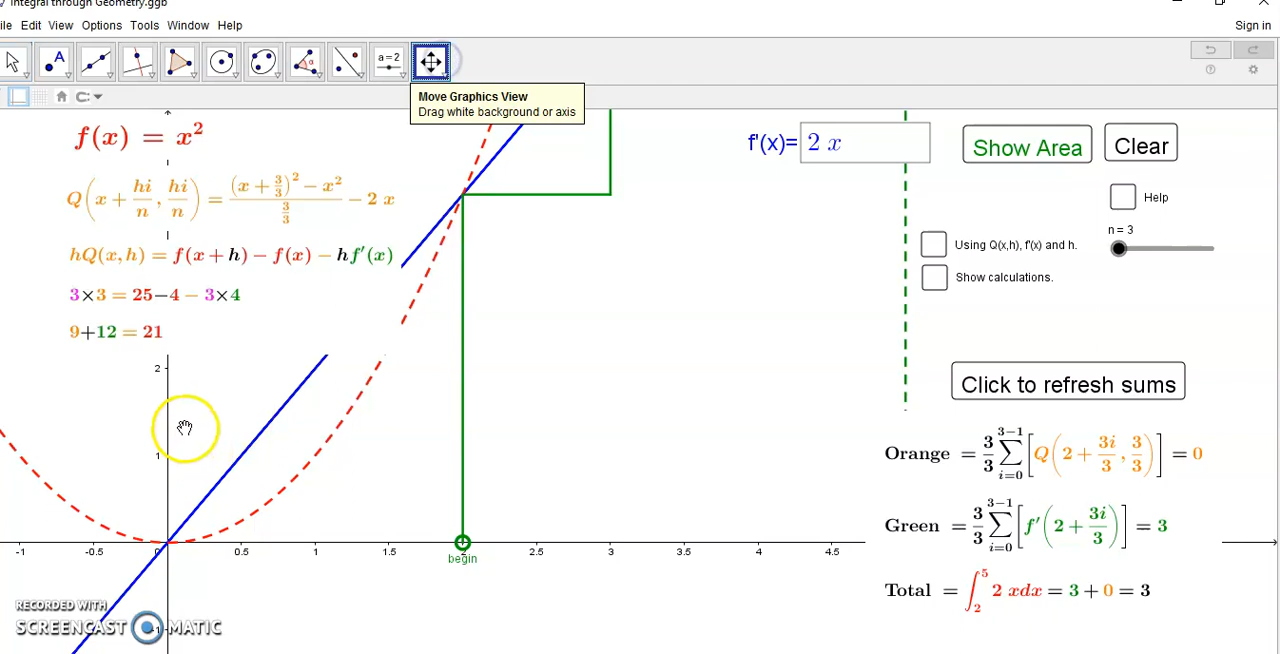 Integral through Geometry.ggb
ile Edit View Options Tools Window Help
Sign in
A
a=2
Move Graphics View
Drag white background or axis
f(x) = x²
f'(x)= 2 x
Show Area
Clear
Q(x + hi/n, hi/n) = ((x + 3/3)² − x²)/(3/3) − 2 x
Help
hQ(x, h) = f(x + h) − f(x) − hf′(x)
n = 3
Using Q(x,h), f'(x) and h.
Show calculations.
3×3 = 25−4 − 3×4
9+12 = 21
Click to refresh sums
Orange = 3/3 ∑_{i=0}^{3−1} [Q(2 + 3i/3, 3/3)] = 0
Green = 3/3 ∑_{i=0}^{3−1} [f′(2 + 3i/3)] = 3
Total = ∫_2^5 2 xdx = 3 + 0 = 3
2
1
-1 -0.5 0 0.5 1 1.5 2 2.5 3 3.5 4 4.5
begin
-1
RECORDED WITH
SCREENCAST MATIC